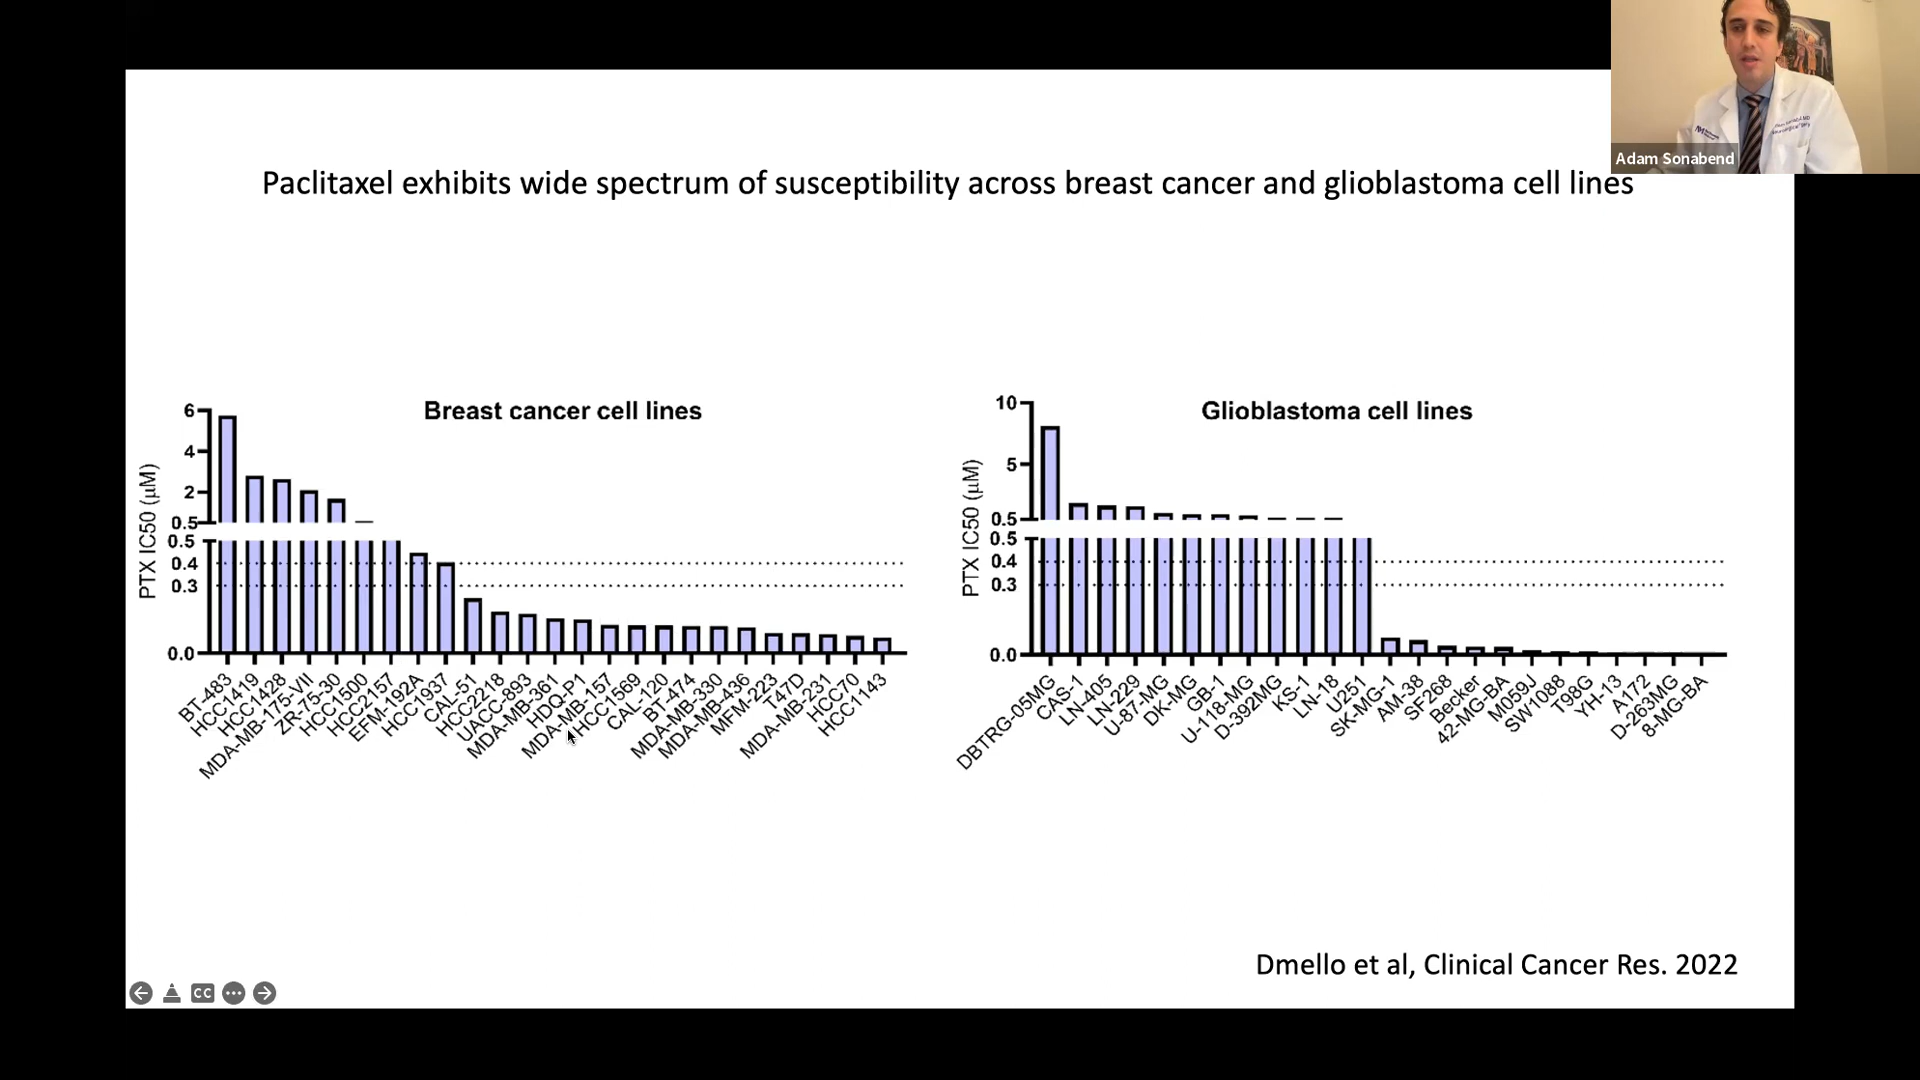 Adam Sonabend
Paclitaxel exhibits wide spectrum of susceptibility across breast cancer and glioblastoma cell lines
Breast cancer cell lines
PTX IC50 (µM)
6
4
2
0.5
0.5
0.4
0.3
0.0
BT-483
HCC1419
HCC1428
MDA-MB-175-VII
ZR-75-30
HCC1500
HCC2157
EFM-192A
HCC1937
CAL-51
HCC2218
UACC-893
MDA-MB-361
HDQ-P1
MDA-MB-157
HCC1569
CAL-120
BT-474
MDA-MB-330
MDA-MB-436
MFM-223
T47D
MDA-MB-231
HCC70
HCC1143
Glioblastoma cell lines
PTX IC50 (µM)
10
5
0.5
0.5
0.4
0.3
0.0
DBTRG-05MG
CAS-1
LN-405
LN-229
U-87-MG
DK-MG
GB-1
U-118-MG
D-392MG
KS-1
LN-18
U251
SK-MG-1
AM-38
SF268
Becker
42-MG-BA
M059J
SW1088
T98G
YH-13
A172
D-263MG
8-MG-BA
Dmello et al, Clinical Cancer Res. 2022
CC